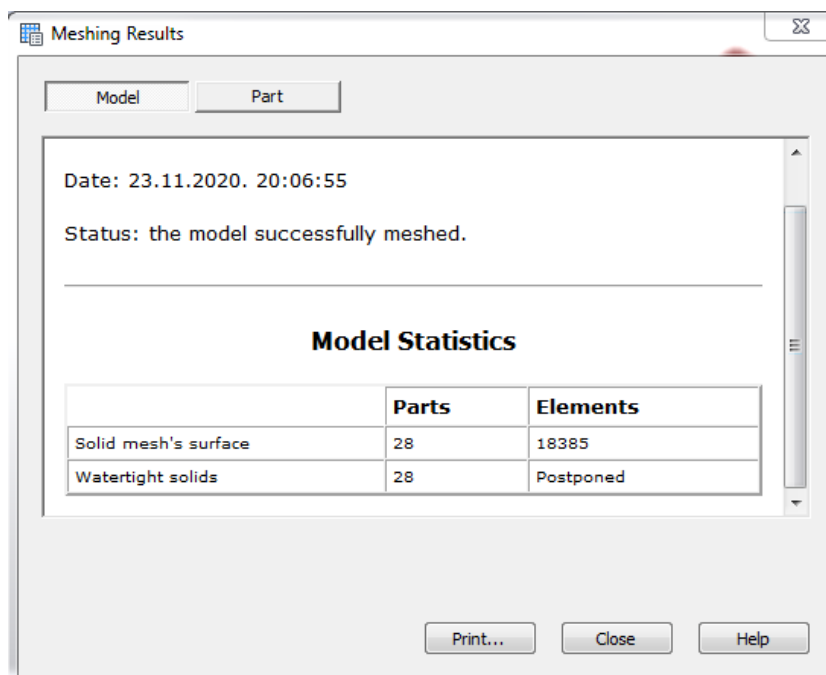 Meshing Results
Model Part
Date: 23.11.2020. 20:06:55
Status: the model successfully meshed.
Model Statistics
Parts Elements
Solid mesh's surface 28 18385
Watertight solids 28 Postponed
Print... Close Help